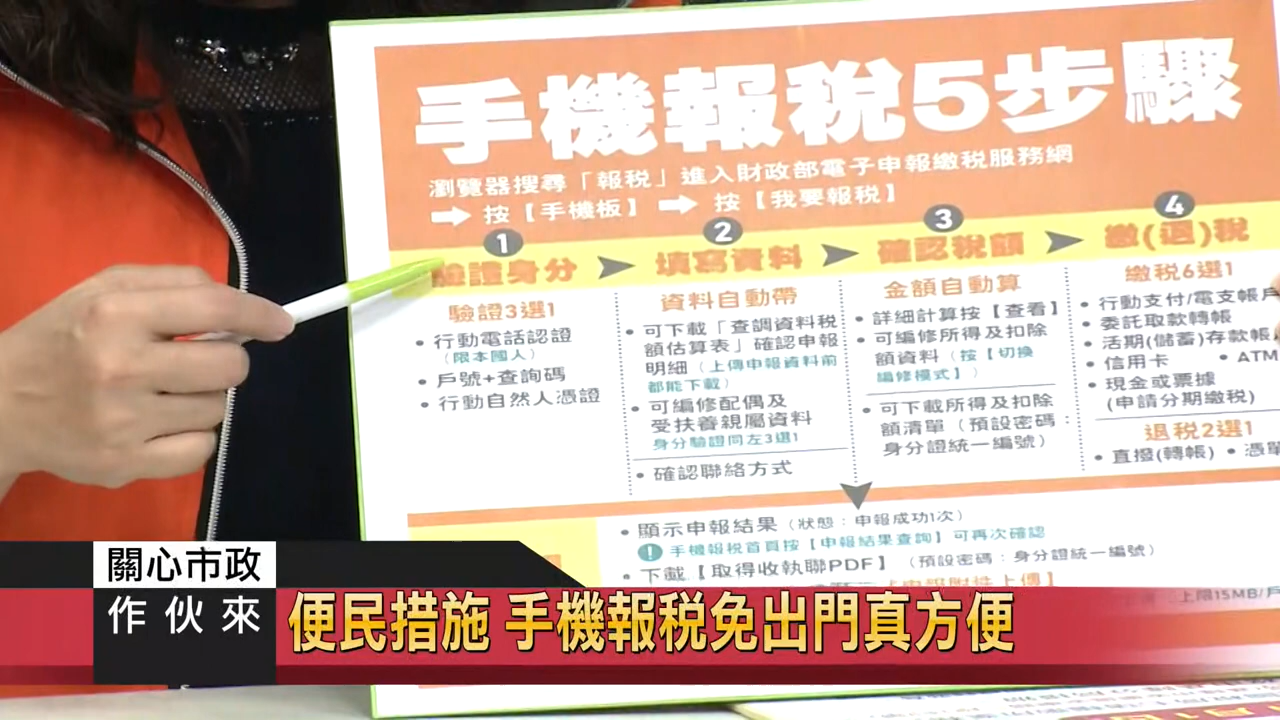 手機報稅5步驟
瀏覽器搜尋「報稅」進入財政部電子申報繳稅服務網
➡ 按【手機板】 ➡ 按【我要報稅】
1
驗證身分
驗證3選1
• 行動電話認證
(限本國人)
• 戶號+查詢碼
• 行動自然人憑證
2
填寫資料
資料自動帶
• 可下載「查調資料稅
額估算表」確認申報
明細(上傳申報資料前
都能下載)
• 可編修配偶及
受扶養親屬資料
身分驗證同左3選1
• 確認聯絡方式
3
確認稅額
金額自動算
• 詳細計算按【查看】
• 可編修所得及扣除
額資料(按【切換
編修模式】)
• 可下載所得及扣除
額清單(預設密碼:
身分證統一編號)
4
繳(退)稅
繳稅6選1
• 行動支付/電支帳戶
• 委託取款轉帳
• 活期(儲蓄)存款帳
• 信用卡 • ATM
• 現金或票據
(申請分期繳稅)
退稅2選1
• 直撥(轉帳) • 憑單
• 顯示申報結果(狀態:申報成功1次)
! 手機報稅首頁按【申報結果查詢】可再次確認
• 下載【取得收執聯PDF】(預設密碼:身分證統一編號)
上限15MB/戶
關心市政
作伙來
便民措施 手機報稅免出門真方便